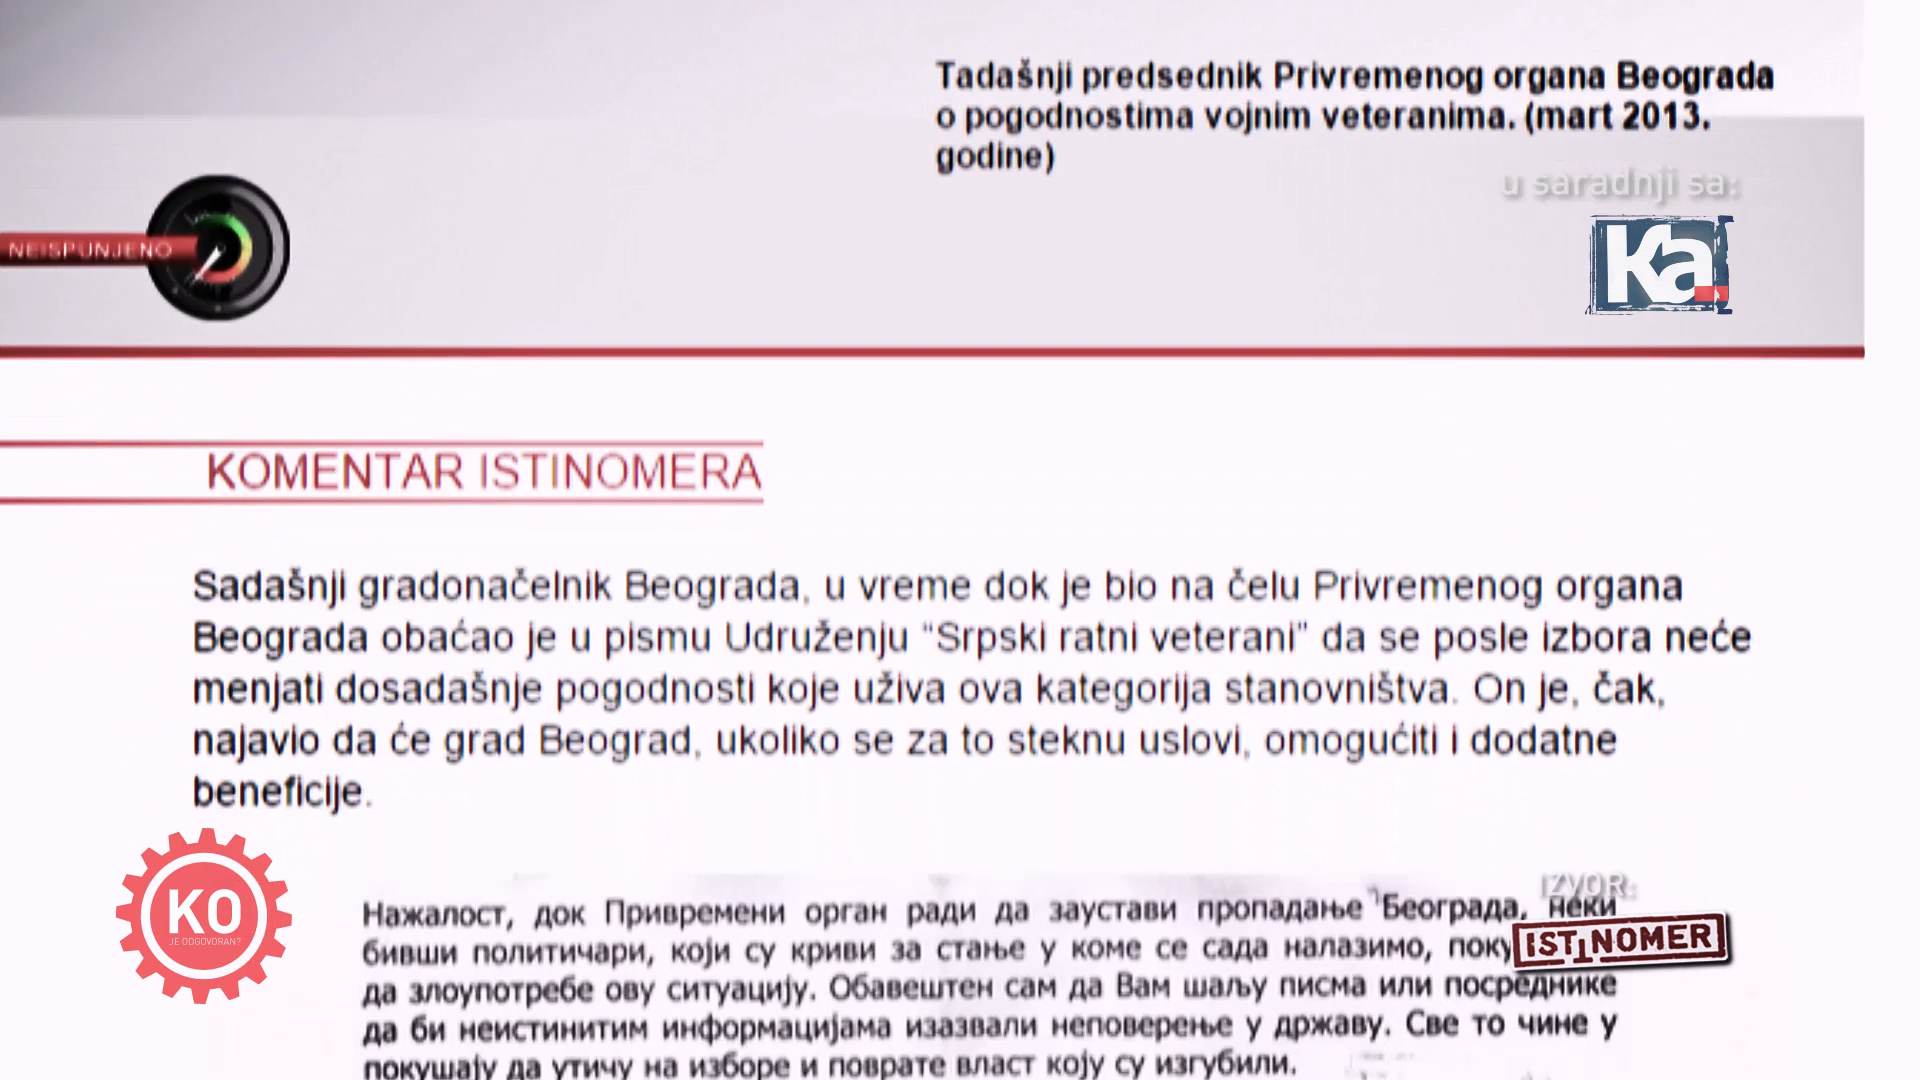 Tadašnji predsednik Privremenog organa Beograda
o pogodnostima vojnim veteranima. (mart 2013.
godine)
u saradnji sa:
Ka.
NEISPUNJENO
KOMENTAR ISTINOMERA
Sadašnji gradonačelnik Beograda, u vreme dok je bio na čelu Privremenog organa
Beograda obaćao je u pismu Udruženju “Srpski ratni veterani” da se posle izbora neće
menjati dosadašnje pogodnosti koje uživa ova kategorija stanovništva. On je, čak,
najavio da će grad Beograd, ukoliko se za to steknu uslovi, omogućiti i dodatne
beneficije.
KO
JE ODGOVORAN?
IZVOR:
ISTINOMER
Нажалост, док Привремени орган ради да заустави пропадање Београда, неки
бивши политичари, који су криви за стање у коме се сада налазимо,
да злоупотребе ову ситуацију. Обавештен сам да Вам шаљу писма или посреднике
да би неистинитим информацијама изазвали неповерење у државу. Све то чине у
покушају да утичу на изборе и поврате власт коју су изгубили.